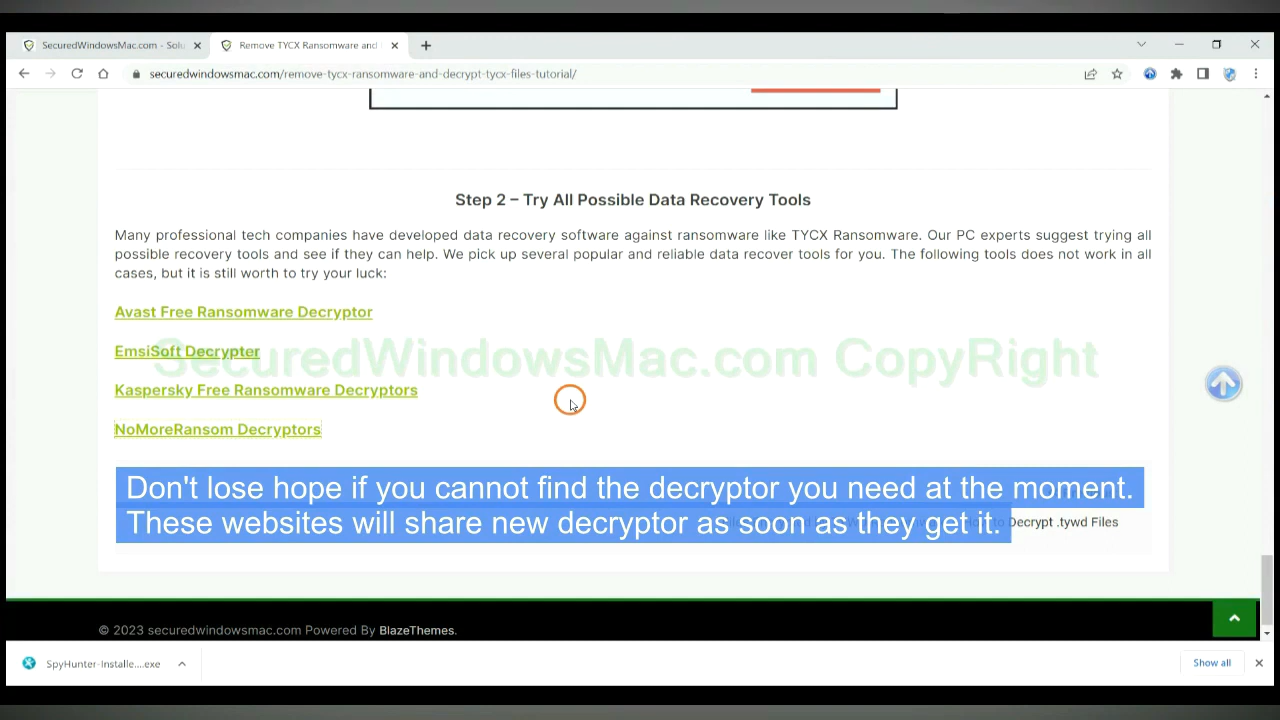 SecuredWindowsMac.com - Solu
Remove TYCX Ransomware and
securedwindowsmac.com/remove-tycx-ransomware-and-decrypt-tycx-files-tutorial/
Step 2 – Try All Possible Data Recovery Tools
Many professional tech companies have developed data recovery software against ransomware like TYCX Ransomware. Our PC experts suggest trying all
possible recovery tools and see if they can help. We pick up several popular and reliable data recover tools for you. The following tools does not work in all
cases, but it is still worth to try your luck:
Avast Free Ransomware Decryptor
EmsiSoft Decrypter
SecuredWindowsMac.com CopyRight
Kaspersky Free Ransomware Decryptors
NoMoreRansom Decryptors
Don't lose hope if you cannot find the decryptor you need at the moment.
These websites will share new decryptor as soon as they get it.
Decrypt .tywd Files
© 2023 securedwindowsmac.com Powered By BlazeThemes.
SpyHunter-Installe....exe
Show all